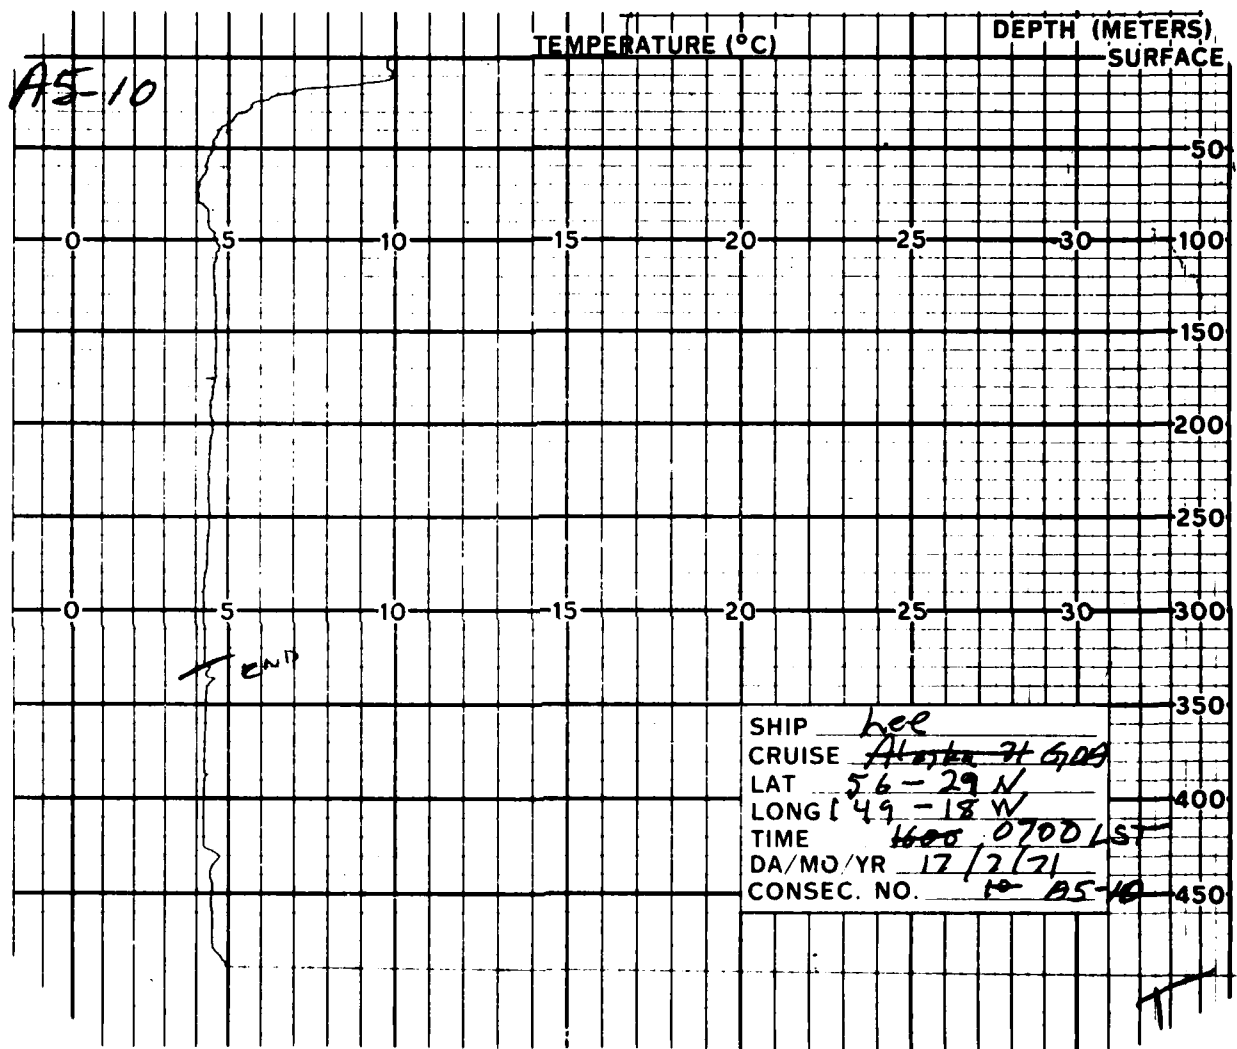 TEMPERATURE (°C)
DEPTH (METERS)
SURFACE
A5-10
50
0 5 10 15 20 25 30 100
150
200
250
0 5 10 15 20 25 30 300
END
350
400
450
SHIP Lee
CRUISE GOA
LAT 56-29 N
LONG 149-18 W
TIME 1600 0700 LST
DA/MO/YR 17/7/71
CONSEC. NO. 10 A5-10